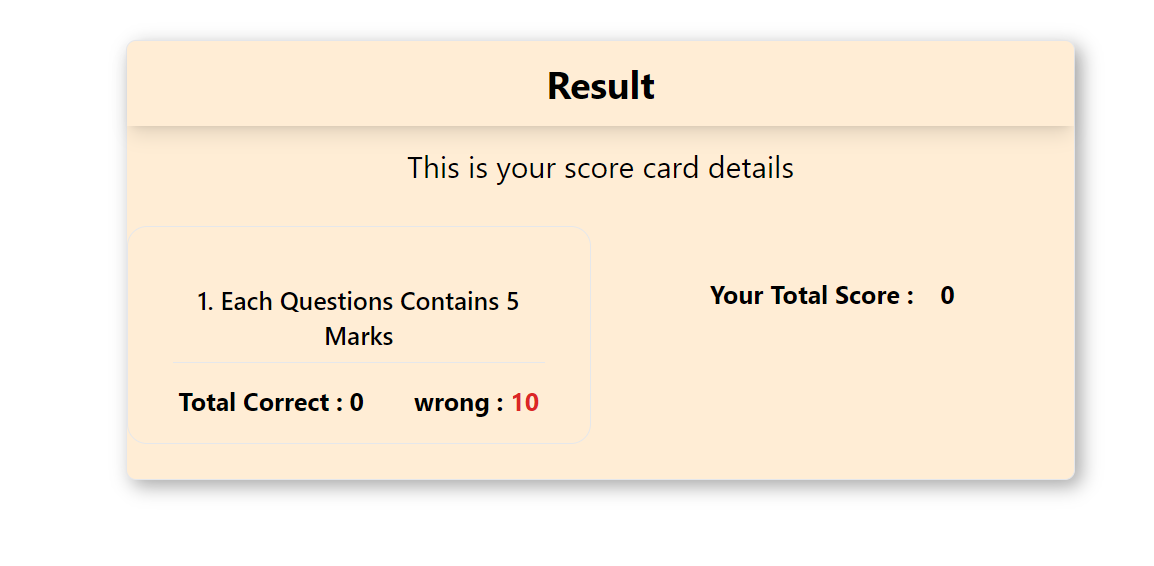 Result
This is your score card details
1. Each Questions Contains 5
Marks
Total Correct : 0 wrong : 10
Your Total Score : 0